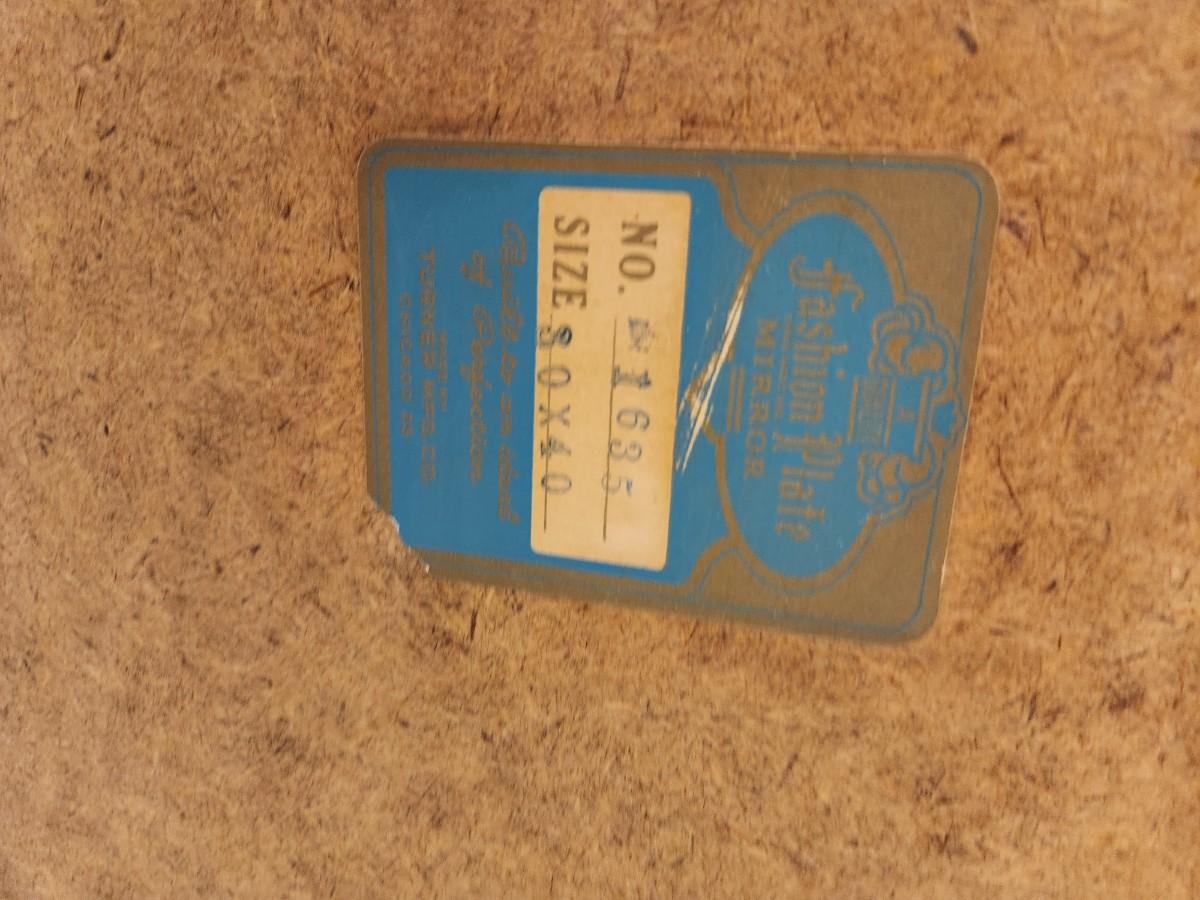 A
Fashion Plate
MIRROR
NO. 1635
SIZE 30X40
Built to an ideal
of Perfection
TURNER MFG. CO.
CHICAGO 23